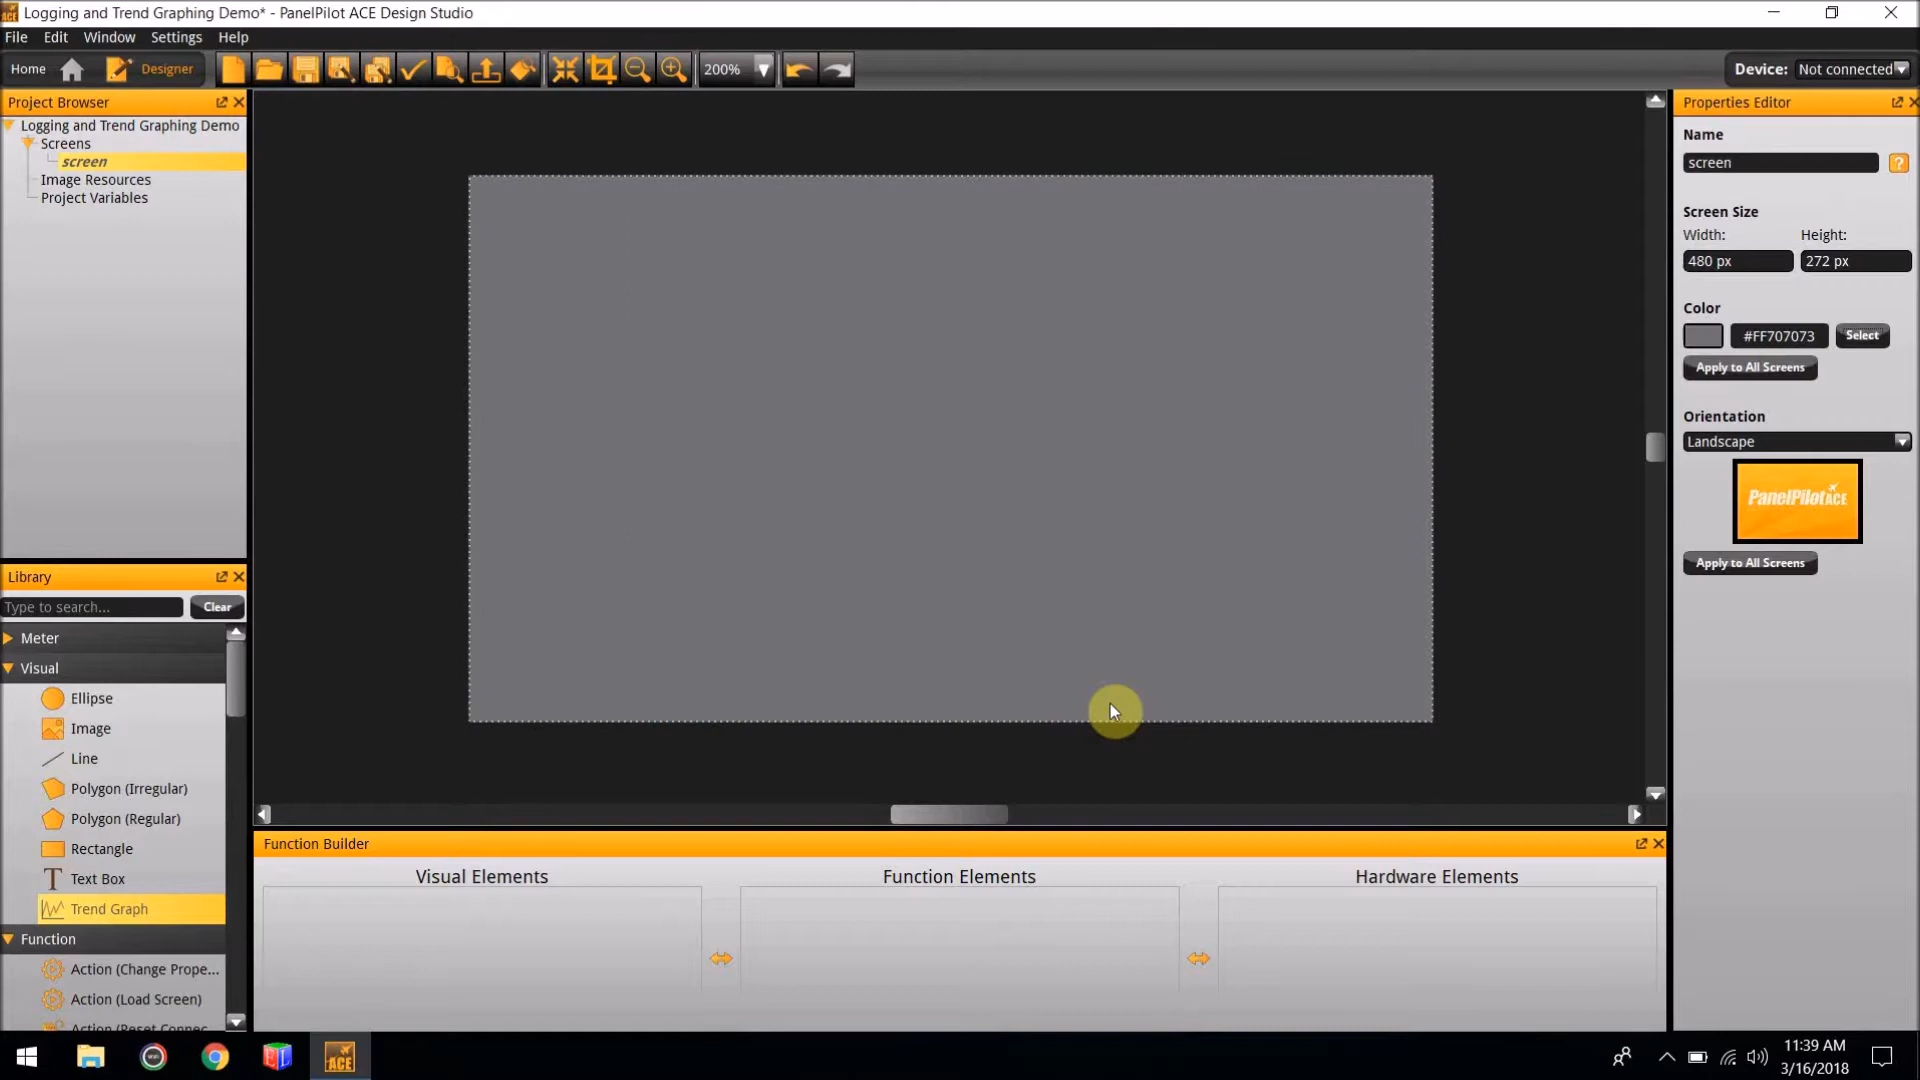 Logging and Trend Graphing Demo* - PanelPilot ACE Design Studio
File Edit Window Settings Help
Home Designer 200% Device: Not connected
Project Browser
Logging and Trend Graphing Demo
Screens
screen
Image Resources
Project Variables
Library
Type to search... Clear
Meter
Visual
Ellipse
Image
Line
Polygon (Irregular)
Polygon (Regular)
Rectangle
Text Box
Trend Graph
Function
Action (Change Prope...
Action (Load Screen)
Action (Reset Connec...
Function Builder
Visual Elements Function Elements Hardware Elements
Properties Editor
Name
screen ?
Screen Size
Width: Height:
480 px 272 px
Color
#FF707073 Select
Apply to All Screens
Orientation
Landscape
PanelPilotACE
Apply to All Screens
ACE
11:39 AM
3/16/2018